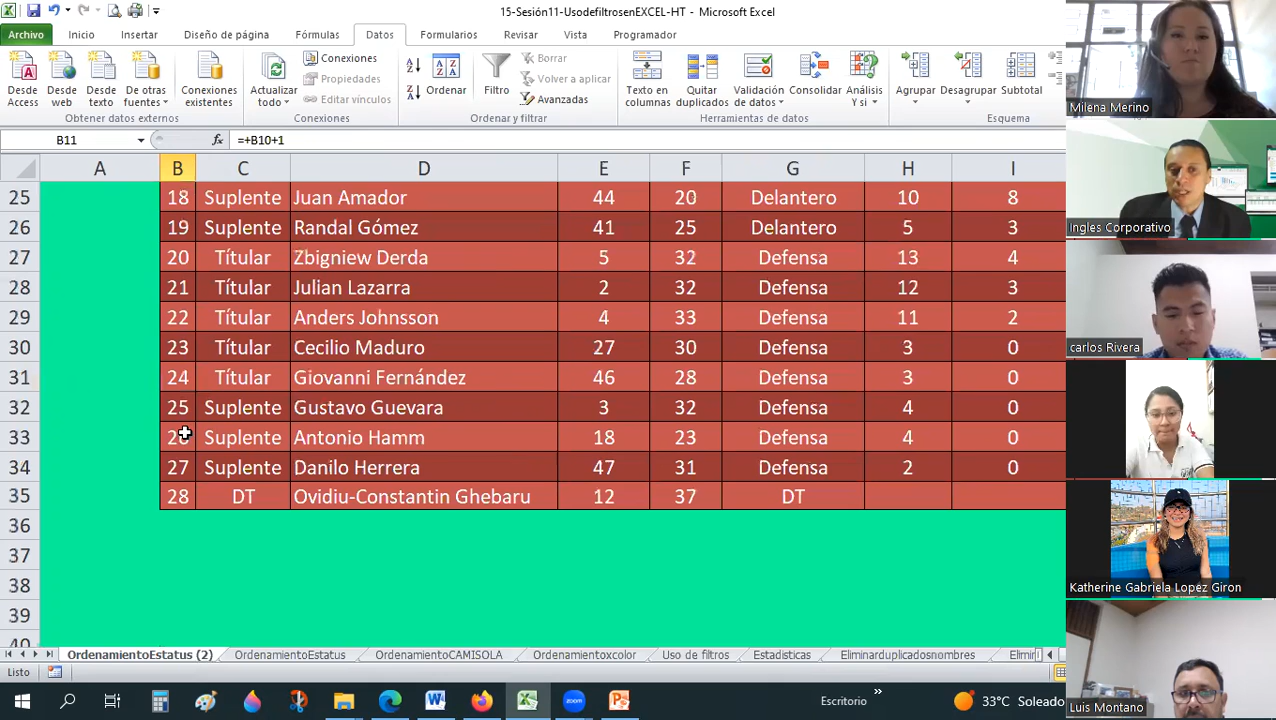 15-Sesión11-UsodefiltrosenEXCEL-HT - Microsoft Excel
Archivo Inicio Insertar Diseño de página Fórmulas Datos Formularios Revisar Vista Programador
Desde Access
Desde web
Desde texto
De otras fuentes
Conexiones existentes
Obtener datos externos
Actualizar todo
Conexiones
Propiedades
Editar vínculos
Conexiones
Ordenar
Filtro
Borrar
Volver a aplicar
Avanzadas
Ordenar y filtrar
Texto en columnas
Quitar duplicados
Validación de datos
Consolidar
Análisis Y si
Herramientas de datos
Agrupar
Desagrupar
Subtotal
Esquema
B11 fx =+B10+1
A B C D E F G H I
25 18 Suplente Juan Amador 44 20 Delantero 10 8
26 19 Suplente Randal Gómez 41 25 Delantero 5 3
27 20 Títular Zbigniew Derda 5 32 Defensa 13 4
28 21 Títular Julian Lazarra 2 32 Defensa 12 3
29 22 Títular Anders Johnsson 4 33 Defensa 11 2
30 23 Títular Cecilio Maduro 27 30 Defensa 3 0
31 24 Títular Giovanni Fernández 46 28 Defensa 3 0
32 25 Suplente Gustavo Guevara 3 32 Defensa 4 0
33 26 Suplente Antonio Hamm 18 23 Defensa 4 0
34 27 Suplente Danilo Herrera 47 31 Defensa 2 0
35 28 DT Ovidiu-Constantin Ghebaru 12 37 DT
36
37
38
39
40
OrdenamientoEstatus (2) OrdenamientoEstatus OrdenamientoCAMISOLA Ordenamientoxcolor Uso de filtros Estadisticas Eliminarduplicadosnombres Elimir
Listo
Escritorio » 33°C Soleado
Milena Merino
Ingles Corporativo
carlos Rivera
Katherine Gabriela Lopez Giron
Luis Montano